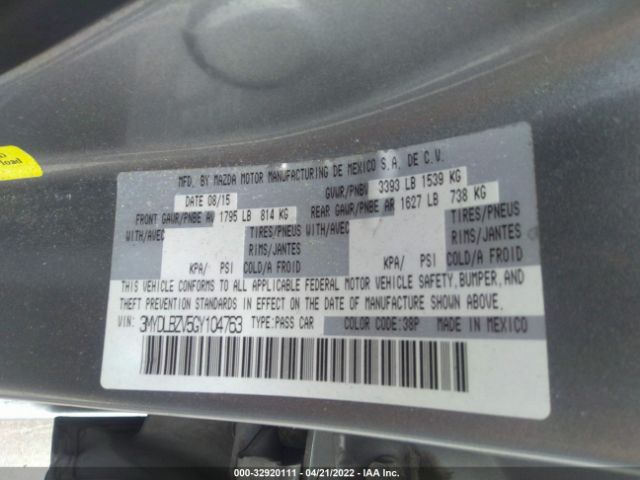 Load
MFD. BY MAZDA MOTOR MANUFACTURING DE MEXICO S.A. DE C.V.
DATE 08/15 GVWR/PNBV 3393 LB 1539 KG
FRONT GAWR/PNBE AV 1795 LB 814 KG REAR GAWR/PNBE AR 1627 LB 738 KG
WITH/AVEC TIRES/PNEUS WITH/AVEC TIRES/PNEUS
RIMS/JANTES RIMS/JANTES
KPA/ PSI COLD/A FROID KPA/ PSI COLD/A FROID
THIS VEHICLE CONFORMS TO ALL APPLICABLE FEDERAL MOTOR VEHICLE SAFETY, BUMPER, AND
THEFT PREVENTION STANDARDS IN EFFECT ON THE DATE OF MANUFACTURE SHOWN ABOVE.
VIN: 3MYDLBZV5GY104763 TYPE:PASS CAR COLOR CODE:38P MADE IN MEXICO
000-32920111 - 04/21/2022 - IAA Inc.